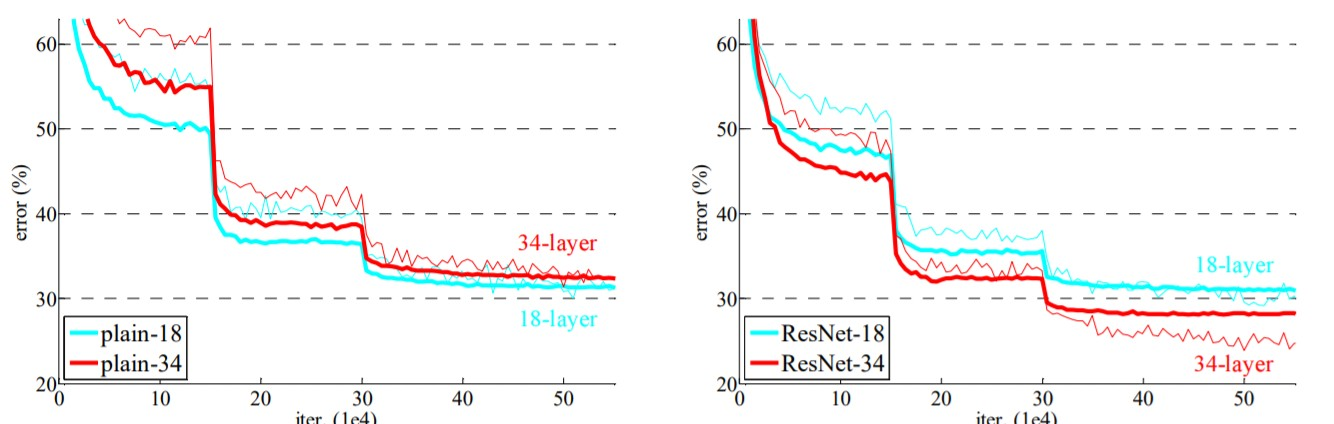 60
50
40
30
20
error (%)
34-layer
18-layer
plain-18
plain-34
0 10 20 30 40 50
iter. (1e4)
60
50
40
30
20
error (%)
18-layer
34-layer
ResNet-18
ResNet-34
0 10 20 30 40 50
iter. (1e4)